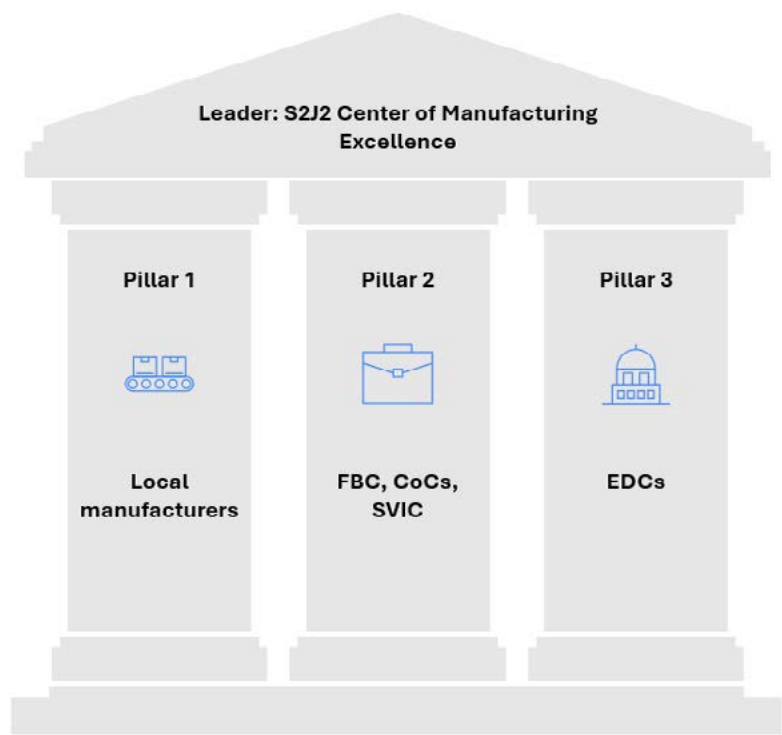 Leader: S2J2 Center of Manufacturing
Excellence
Pillar 1
Pillar 2
Pillar 3
Local
manufacturers
FBC, CoCs,
SVIC
EDCs